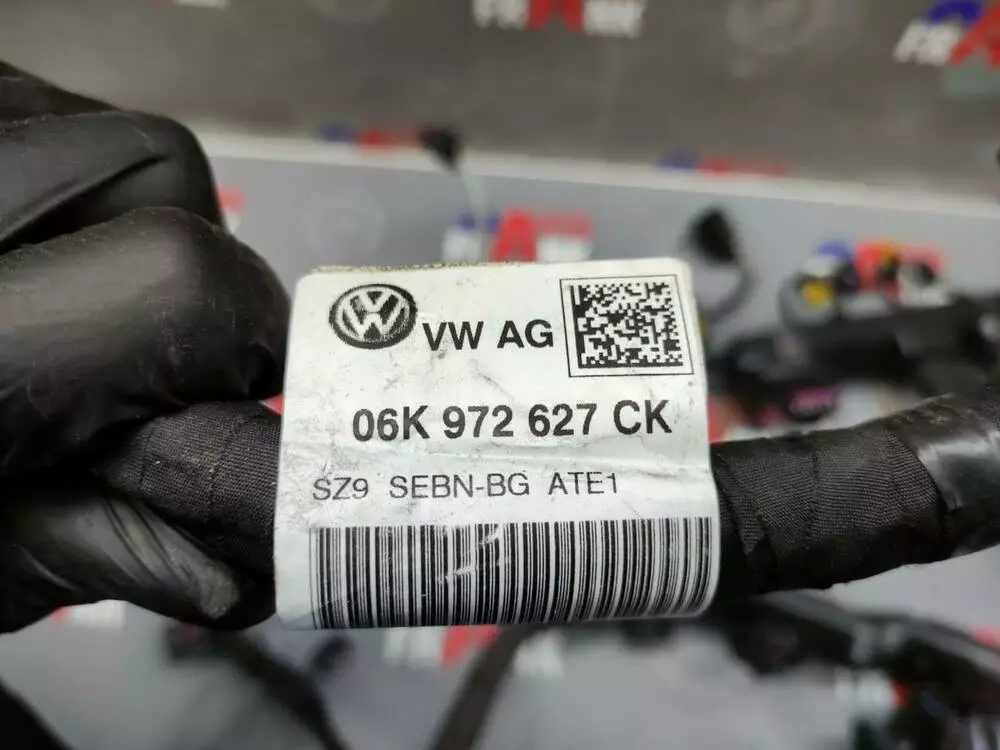 VW AG
06K 972 627 CK
SZ9 SEBN-BG ATE1